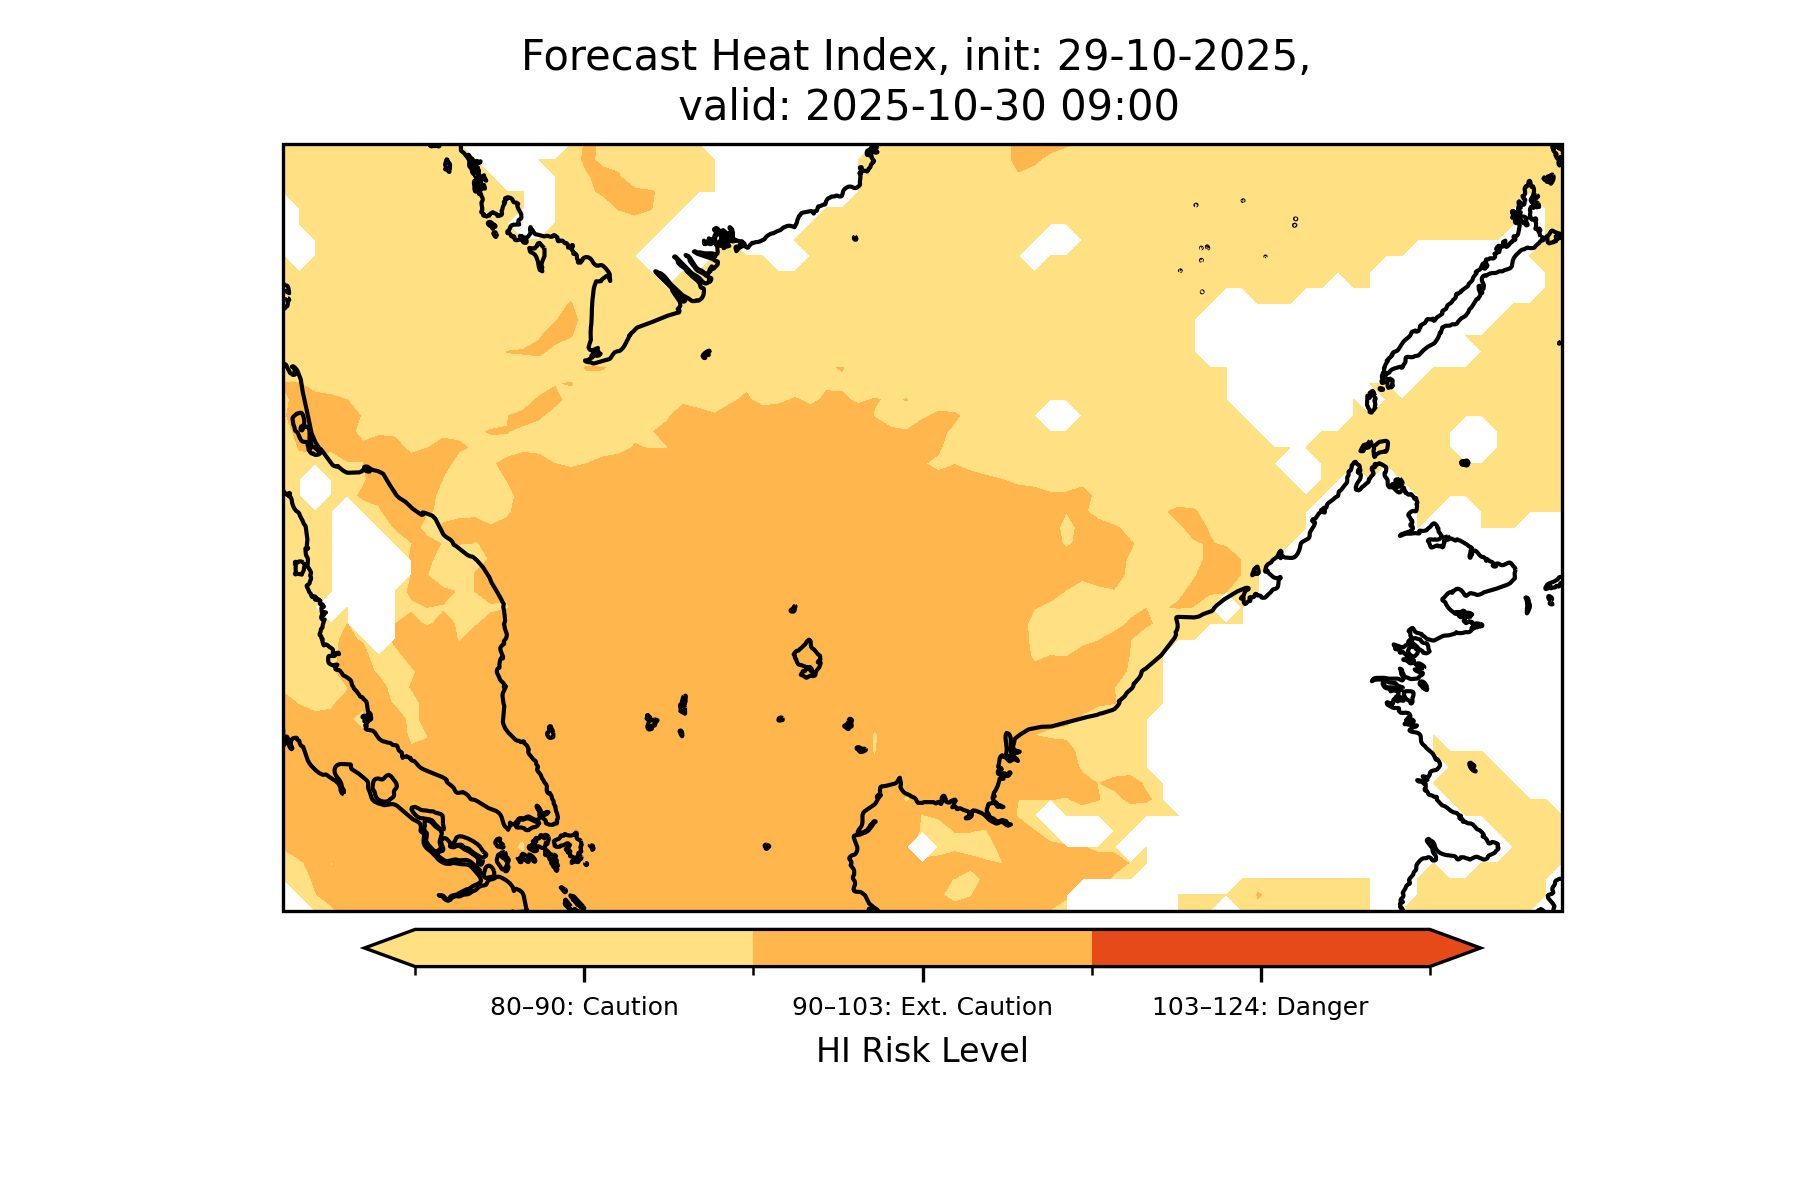 Forecast Heat Index, init: 29-10-2025,
valid: 2025-10-30 09:00
80–90: Caution
90–103: Ext. Caution
103–124: Danger
HI Risk Level